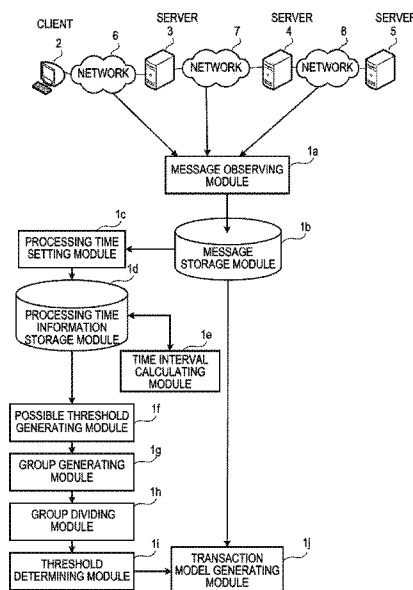 CLIENT
2
6
NETWORK
SERVER
3
7
NETWORK
SERVER
4
8
NETWORK
SERVER
5
1a
MESSAGE OBSERVING
MODULE
1b
MESSAGE
STORAGE MODULE
1c
PROCESSING TIME
SETTING MODULE
1d
PROCESSING TIME
INFORMATION
STORAGE MODULE
1e
TIME INTERVAL
CALCULATING
MODULE
1f
POSSIBLE THRESHOLD
GENERATING MODULE
1g
GROUP GENERATING
MODULE
1h
GROUP DIVIDING
MODULE
1i
THRESHOLD
DETERMINING MODULE
1j
TRANSACTION
MODEL GENERATING
MODULE